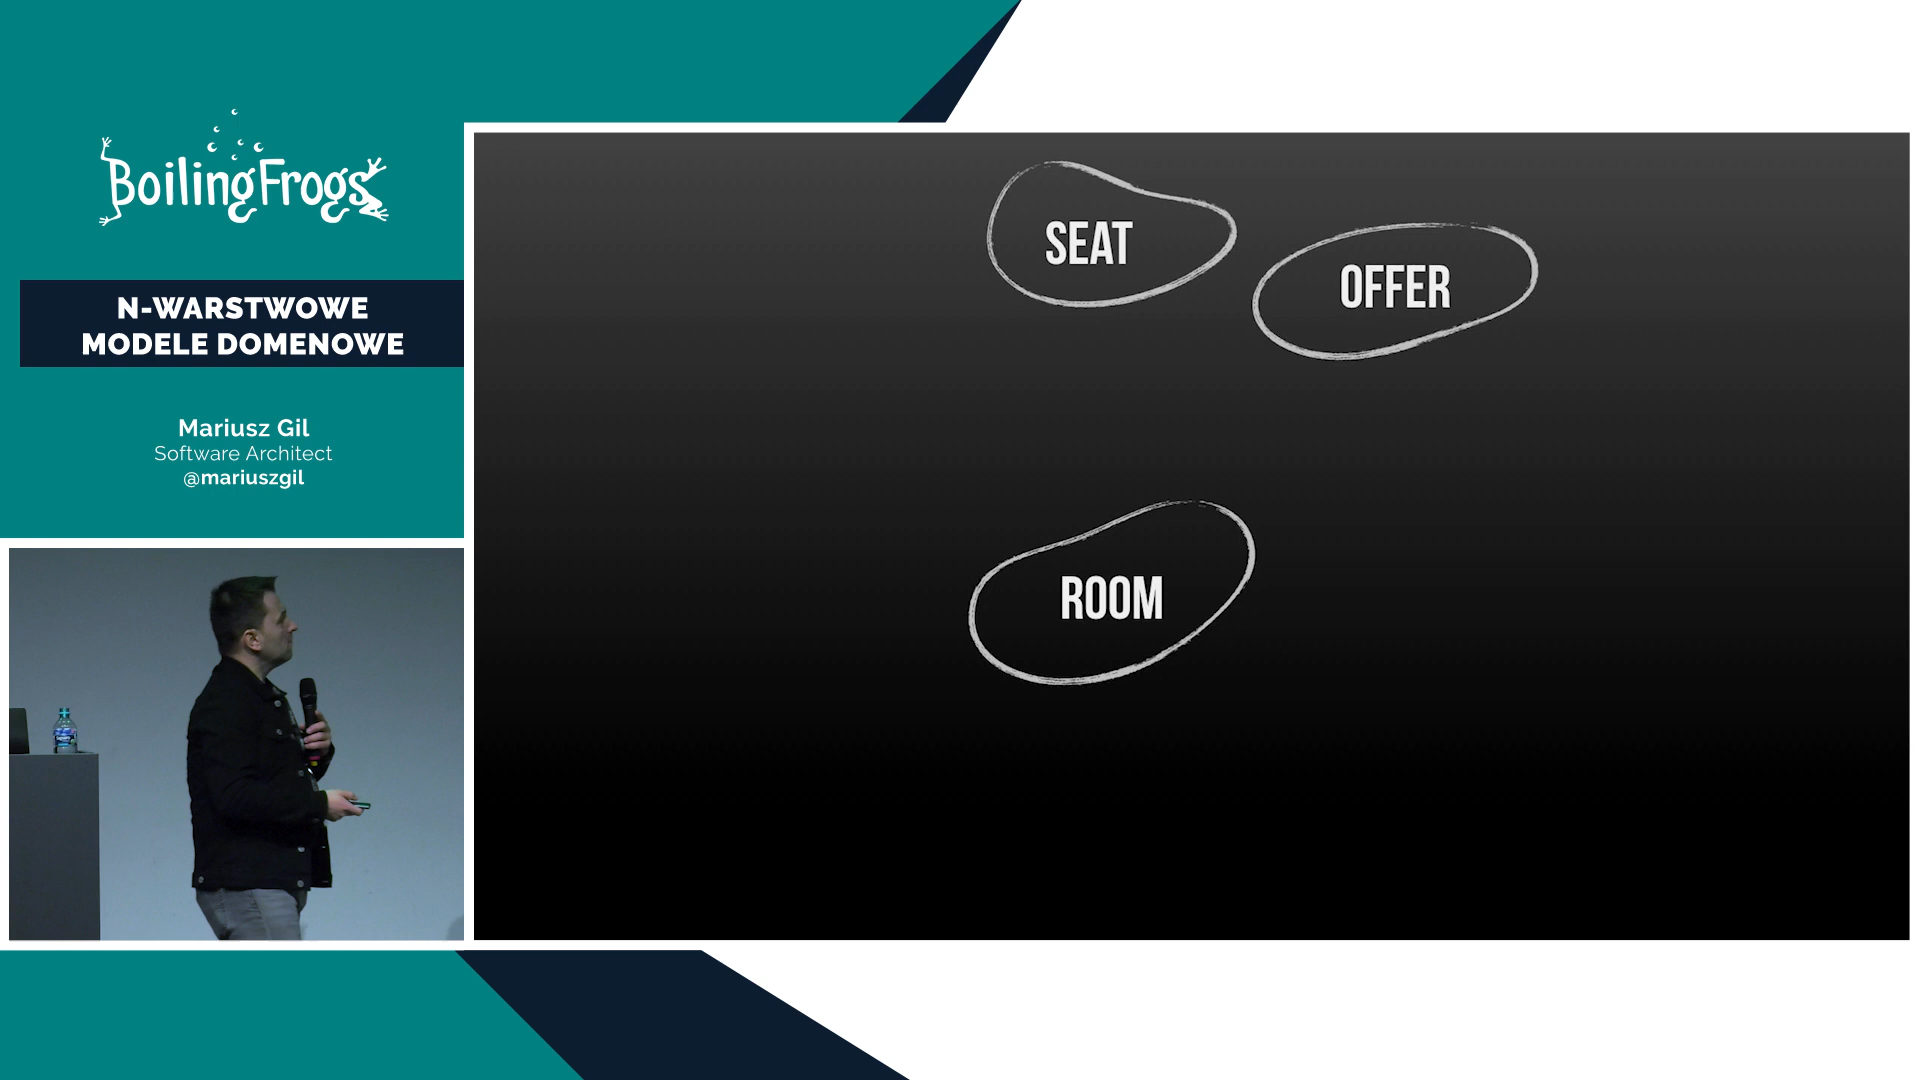 BoilingFrogs
N-WARSTWOWE
MODELE DOMENOWE
Mariusz Gil
Software Architect
@mariuszgil
SEAT
OFFER
ROOM